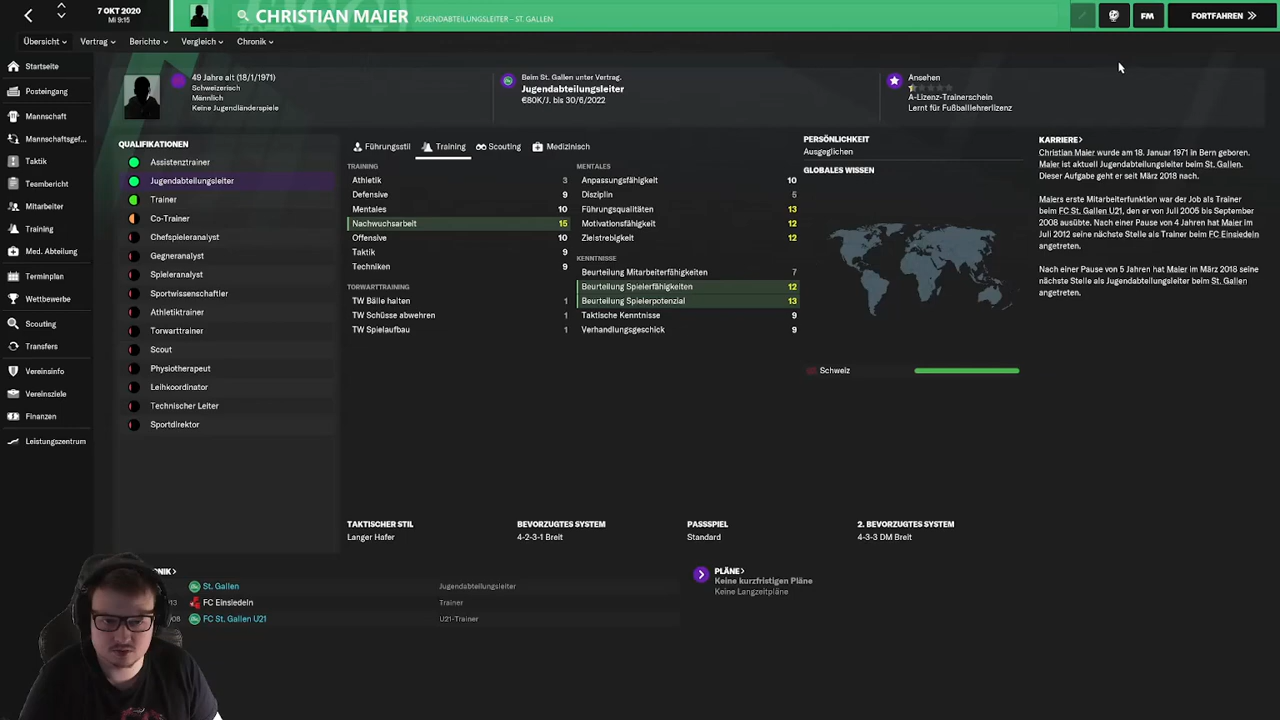 7 OKT 2020
Mi 9:15
CHRISTIAN MAIER
JUGENDABTEILUNGSLEITER – ST. GALLEN
FM
FORTFAHREN
Übersicht
Vertrag
Berichte
Vergleich
Chronik
Startseite
Posteingang
Mannschaft
Mannschaftsgef...
Taktik
Teambericht
Mitarbeiter
Training
Med. Abteilung
Terminplan
Wettbewerbe
Scouting
Transfers
Vereinsinfo
Vereinsziele
Finanzen
Leistungszentrum
49 Jahre alt (18/1/1971)
Schweizerisch
Männlich
Keine Jugendländerspiele
Beim St. Gallen unter Vertrag.
Jugendabteilungsleiter
€80K/J. bis 30/6/2022
Ansehen
A-Lizenz-Trainerschein
Lernt für Fußballlehrerlizenz
QUALIFIKATIONEN
Assistenztrainer
Jugendabteilungsleiter
Trainer
Co-Trainer
Chefspieleranalyst
Gegneranalyst
Spieleranalyst
Sportwissenschaftler
Athletiktrainer
Torwarttrainer
Scout
Physiotherapeut
Leihkoordinator
Technischer Leiter
Sportdirektor
Führungsstil
Training
Scouting
Medizinisch
TRAINING
Athletik 3
Defensive 9
Mentales 10
Nachwuchsarbeit 15
Offensive 10
Taktik 9
Techniken 9
TORWARTTRAINING
TW Bälle halten 1
TW Schüsse abwehren 1
TW Spielaufbau 1
MENTALES
Anpassungsfähigkeit 10
Disziplin 5
Führungsqualitäten 13
Motivationsfähigkeit 12
Zielstrebigkeit 12
KENNTNISSE
Beurteilung Mitarbeiterfähigkeiten 7
Beurteilung Spielerfähigkeiten 12
Beurteilung Spielerpotenzial 13
Taktische Kenntnisse 9
Verhandlungsgeschick 9
PERSÖNLICHKEIT
Ausgeglichen
GLOBALES WISSEN
Schweiz
KARRIERE
Christian Maier wurde am 18. Januar 1971 in Bern geboren.
Maier ist aktuell Jugendabteilungsleiter beim St. Gallen.
Dieser Aufgabe geht er seit März 2018 nach.
Maiers erste Mitarbeiterfunktion war der Job als Trainer
beim FC St. Gallen U21, den er von Juli 2005 bis September
2008 ausübte. Nach einer Pause von 4 Jahren hat Maier im
Juli 2012 seine nächste Stelle als Trainer beim FC Einsiedeln
angetreten.
Nach einer Pause von 5 Jahren hat Maier im März 2018 seine
nächste Stelle als Jugendabteilungsleiter beim St. Gallen
angetreten.
TAKTISCHER STIL
Langer Hafer
BEVORZUGTES SYSTEM
4-2-3-1 Breit
PASSSPIEL
Standard
2. BEVORZUGTES SYSTEM
4-3-3 DM Breit
ONIK
St. Gallen Jugendabteilungsleiter
13 FC Einsiedeln Trainer
08 FC St. Gallen U21 U21-Trainer
PLÄNE
Keine kurzfristigen Pläne
Keine Langzeitpläne